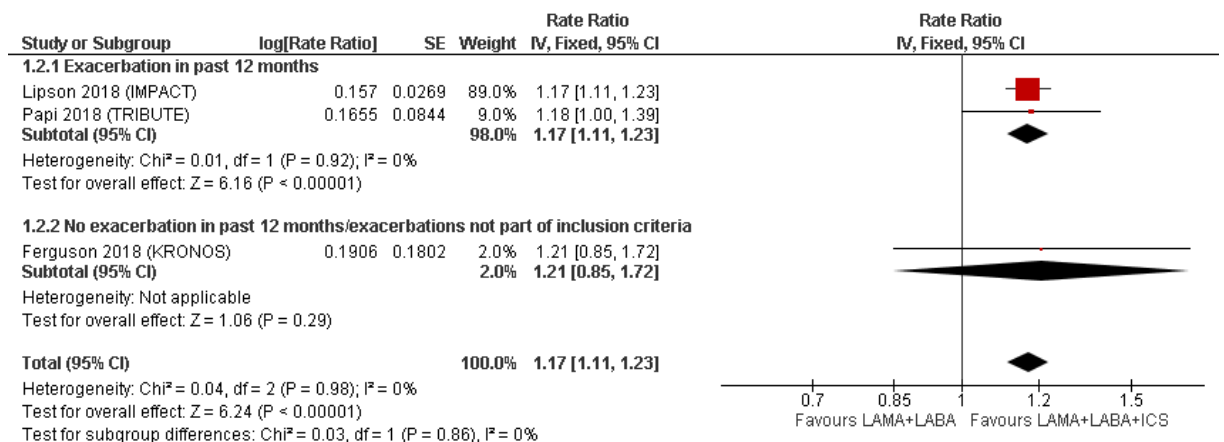 Rate Ratio Rate Ratio
Study or Subgroup log[Rate Ratio] SE Weight IV, Fixed, 95% CI IV, Fixed, 95% CI
1.2.1 Exacerbation in past 12 months
Lipson 2018 (IMPACT) 0.157 0.0269 89.0% 1.17 [1.11, 1.23]
Papi 2018 (TRIBUTE) 0.1655 0.0844 9.0% 1.18 [1.00, 1.39]
Subtotal (95% CI) 98.0% 1.17 [1.11, 1.23]
Heterogeneity: Chi² = 0.01, df = 1 (P = 0.92); I² = 0%
Test for overall effect: Z = 6.16 (P < 0.00001)
1.2.2 No exacerbation in past 12 months/exacerbations not part of inclusion criteria
Ferguson 2018 (KRONOS) 0.1906 0.1802 2.0% 1.21 [0.85, 1.72]
Subtotal (95% CI) 2.0% 1.21 [0.85, 1.72]
Heterogeneity: Not applicable
Test for overall effect: Z = 1.06 (P = 0.29)
Total (95% CI) 100.0% 1.17 [1.11, 1.23]
Heterogeneity: Chi² = 0.04, df = 2 (P = 0.98); I² = 0%
Test for overall effect: Z = 6.24 (P < 0.00001)
Test for subgroup differences: Chi² = 0.03, df = 1 (P = 0.86), I² = 0%
0.7 0.85 1 1.2 1.5
Favours LAMA+LABA Favours LAMA+LABA+ICS